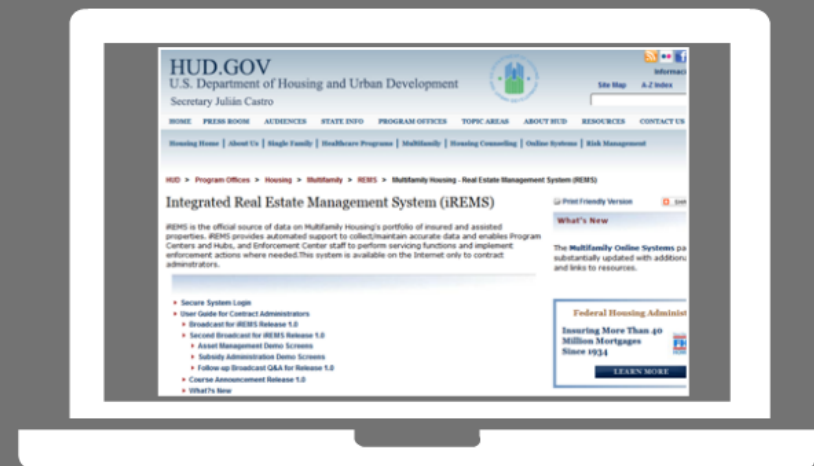 HUD.GOV
U.S. Department of Housing and Urban Development
Secretary Julián Castro
Informaci
Site Map A-Z Index
HOME PRESS ROOM AUDIENCES STATE INFO PROGRAM OFFICES TOPIC AREAS ABOUT HUD RESOURCES CONTACT US
Housing Home | About Us | Single Family | Healthcare Programs | Multifamily | Housing Counseling | Online Systems | Risk Management
HUD > Program Offices > Housing > Multifamily > REMS > Multifamily Housing - Real Estate Management System (REMS)
Integrated Real Estate Management System (iREMS)
iREMS is the official source of data on Multifamily Housing's portfolio of insured and assisted
properties. iREMS provides automated support to collect/maintain accurate data and enables Program
Centers and Hubs, and Enforcement Center staff to perform servicing functions and implement
enforcement actions where needed.This system is available on the Internet only to contract
adminstrators.
Secure System Login
User Guide for Contract Administrators
Broadcast for iREMS Release 1.0
Second Broadcast for iREMS Release 1.0
Asset Management Demo Screens
Subsidy Administration Demo Screens
Follow-up Broadcast Q&A for Release 1.0
Course Announcement Release 1.0
What?s New
Print Friendly Version
What's New
The Multifamily Online Systems pa
substantially updated with addition
and links to resources.
Federal Housing Administ
Insuring More Than 40
Million Mortgages
Since 1934
LEARN MORE